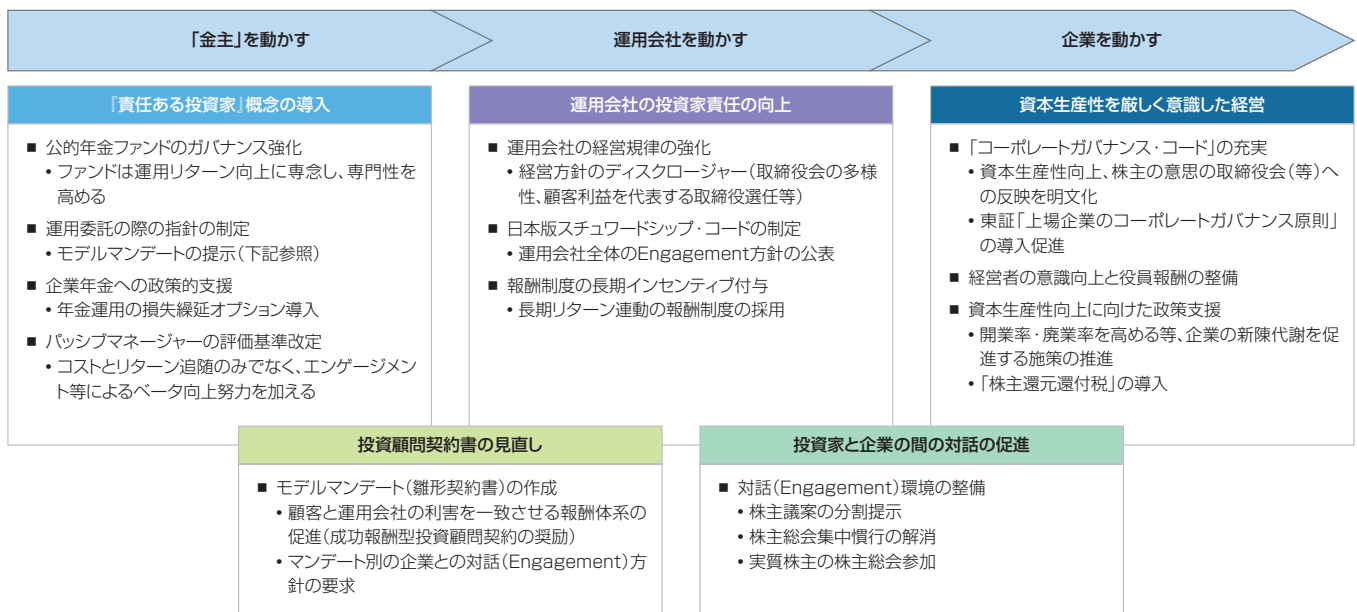 「金主」を動かす
運用会社を動かす
企業を動かす
『責任ある投資家』概念の導入
■ 公的年金ファンドのガバナンス強化
• ファンドは運用リターン向上に専念し、専門性を
高める
■ 運用委託の際の指針の制定
• モデルマンデートの提示(下記参照)
■ 企業年金への政策的支援
• 年金運用の損失繰延オプション導入
■ パッシブマネージャーの評価基準改定
• コストとリターン追随のみでなく、エンゲージメン
ト等によるベータ向上努力を加える
運用会社の投資家責任の向上
■ 運用会社の経営規律の強化
• 経営方針のディスクロージャー(取締役会の多様
性、顧客利益を代表する取締役選任等)
■ 日本版スチュワードシップ・コードの制定
• 運用会社全体のEngagement方針の公表
■ 報酬制度の長期インセンティブ付与
• 長期リターン連動の報酬制度の採用
資本生産性を厳しく意識した経営
■ 「コーポレートガバナンス・コード」の充実
• 資本生産性向上、株主の意思の取締役会(等)へ
の反映を明文化
• 東証「上場企業のコーポレートガバナンス原則」
の導入促進
■ 経営者の意識向上と役員報酬の整備
■ 資本生産性向上に向けた政策支援
• 開業率・廃業率を高める等、企業の新陳代謝を促
進する施策の推進
• 「株主還元還付税」の導入
投資顧問契約書の見直し
■ モデルマンデート(雛形契約書)の作成
• 顧客と運用会社の利害を一致させる報酬体系の
促進(成功報酬型投資顧問契約の奨励)
• マンデート別の企業との対話(Engagement)方
針の要求
投資家と企業の間の対話の促進
■ 対話(Engagement)環境の整備
• 株主議案の分割提示
• 株主総会集中慣行の解消
• 実質株主の株主総会参加